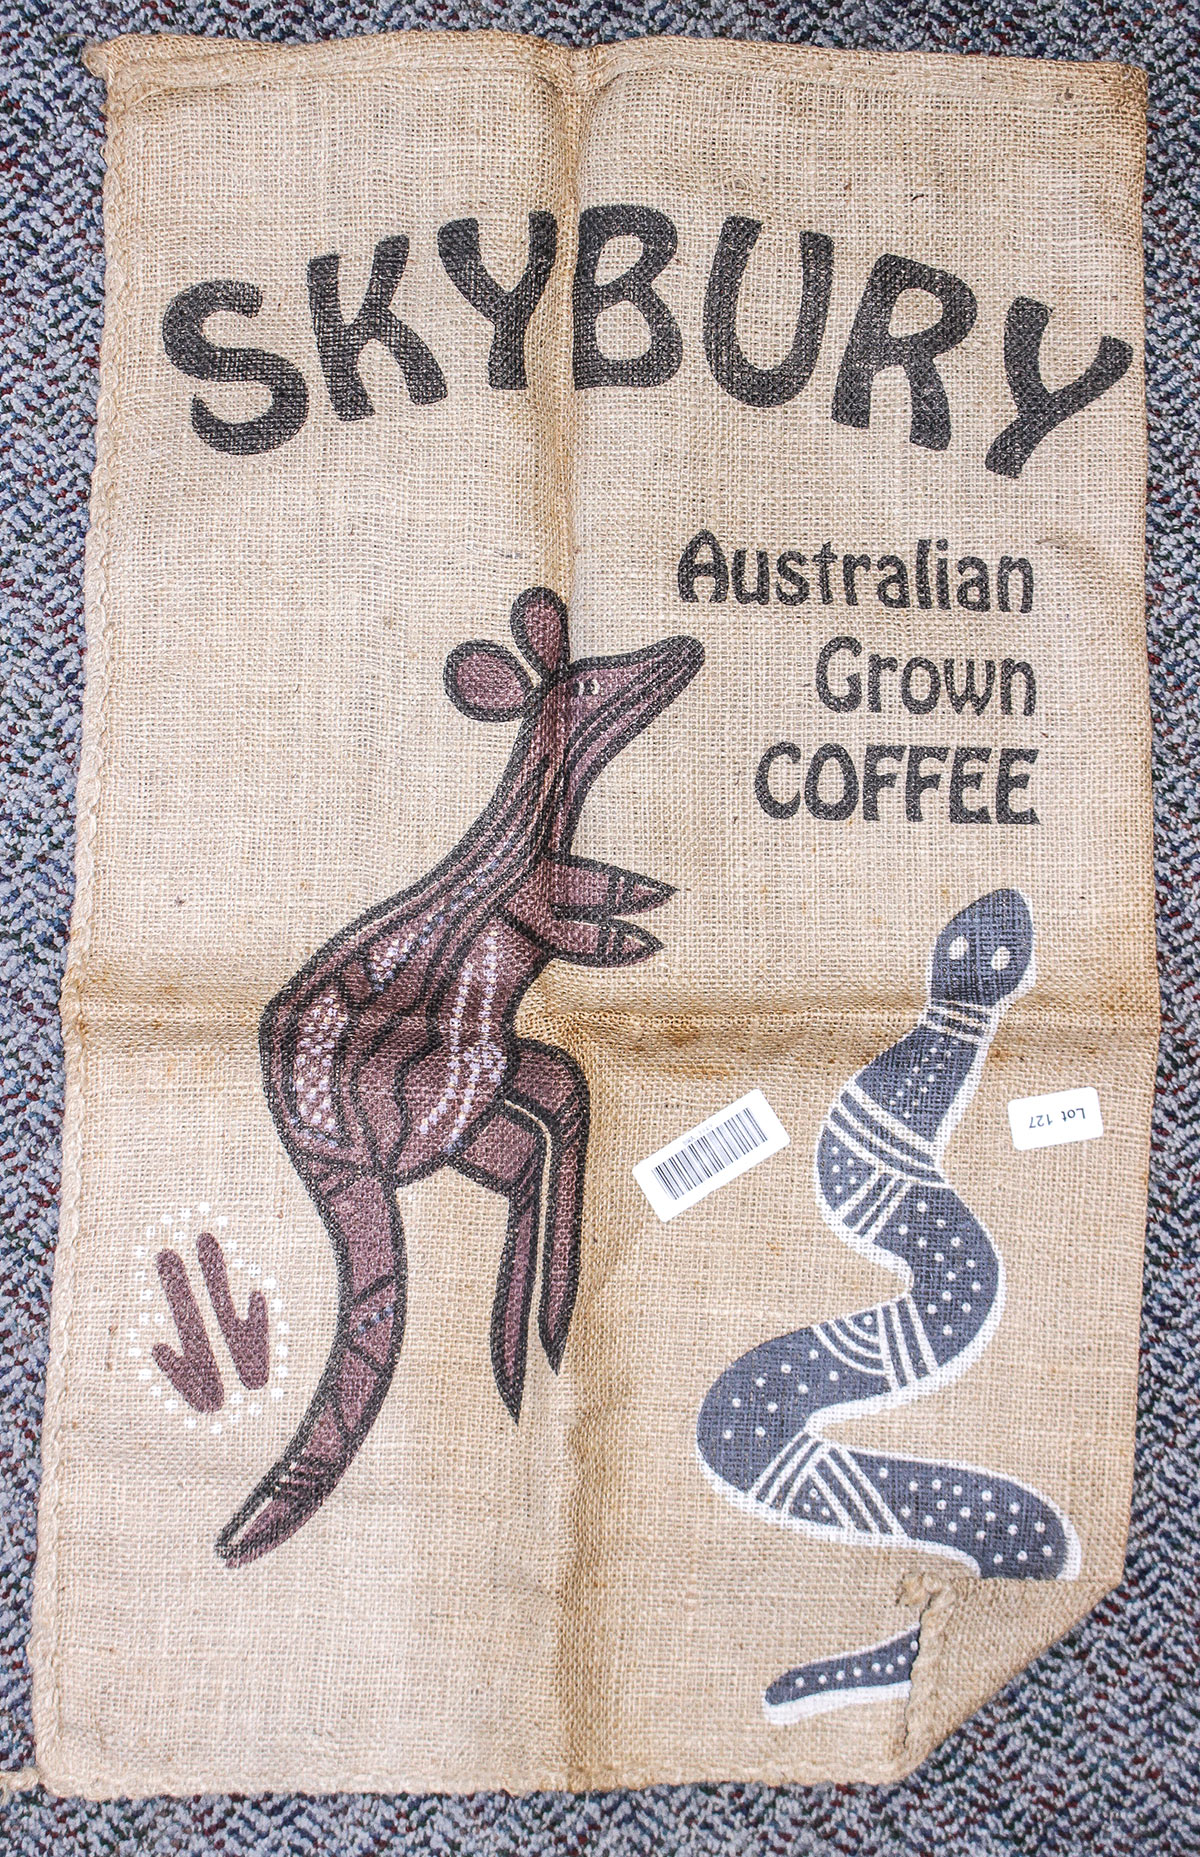 SKYBURY
Australian
Grown
COFFEE
Lot 127